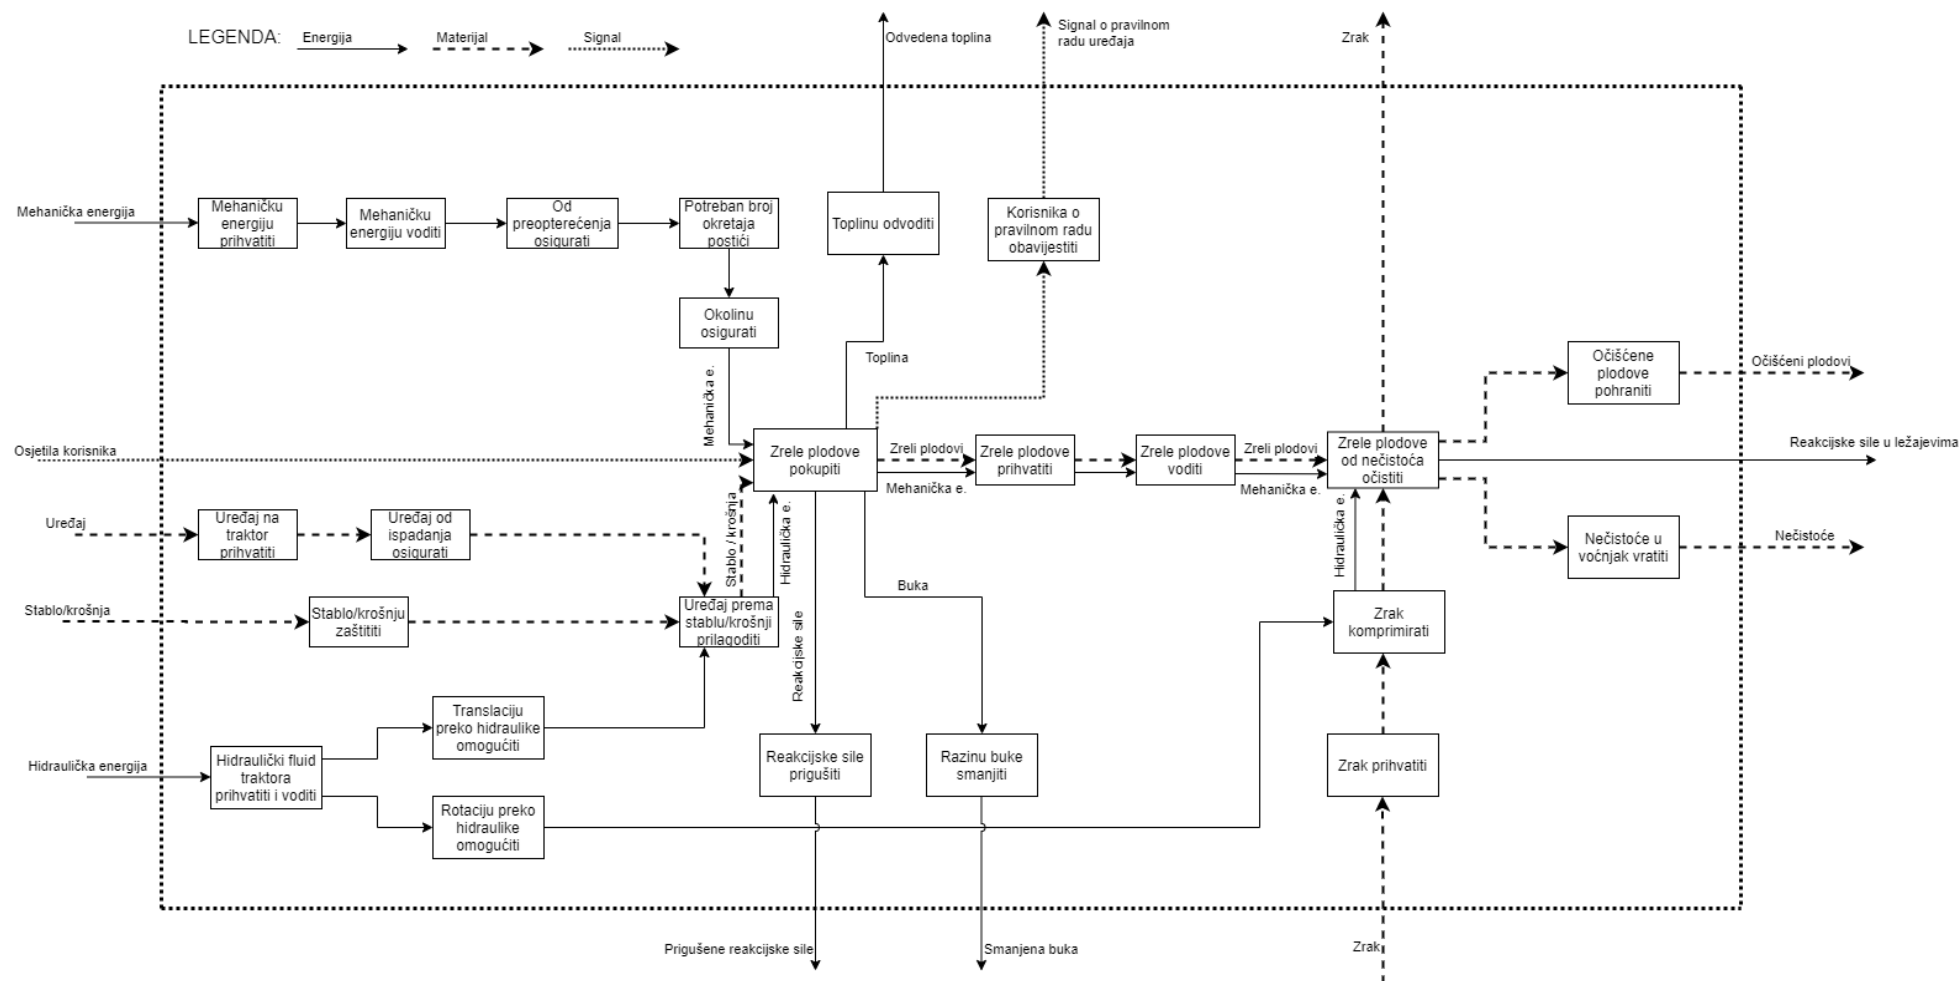 LEGENDA:
Energija
Materijal
Signal
Odvedena toplina
Signal o pravilnom
radu uređaja
Zrak
Mehanička energija
Mehaničku
energiju
prihvatiti
Mehaničku
energiju voditi
Od
preopterećenja
osigurati
Potreban broj
okretaja
postići
Toplinu odvoditi
Korisnika o
pravilnom radu
obavijestiti
Okolinu
osigurati
Toplina
Mehanička e.
Očišćene
plodove
pohraniti
Očišćeni plodovi
Osjetila korisnika
Zrele plodove
pokupiti
Zreli plodovi
Mehanička e.
Zrele plodove
prihvatiti
Zrele plodove
voditi
Zreli plodovi
Mehanička e.
Zrele plodove
od nečistoća
očistiti
Reakcijske sile u ležajevima
Uređaj
Uređaj na
traktor
prihvatiti
Uređaj od
ispadanja
osigurati
Stablo / krošnja
Hidraulička e.
Hidraulička e.
Nečistoće u
voćnjak vratiti
Nečistoće
Buka
Stablo/krošnja
Stablo/krošnju
zaštititi
Uređaj prema
stablu/krošnji
prilagoditi
Reakcijske sile
Zrak
komprimirati
Translaciju
preko hidraulike
omogućiti
Hidraulička energija
Hidraulički fluid
traktora
prihvatiti i voditi
Reakcijske sile
prigušiti
Razinu buke
smanjiti
Zrak prihvatiti
Rotaciju preko
hidraulike
omogućiti
Prigušene reakcijske sile
Smanjena buka
Zrak